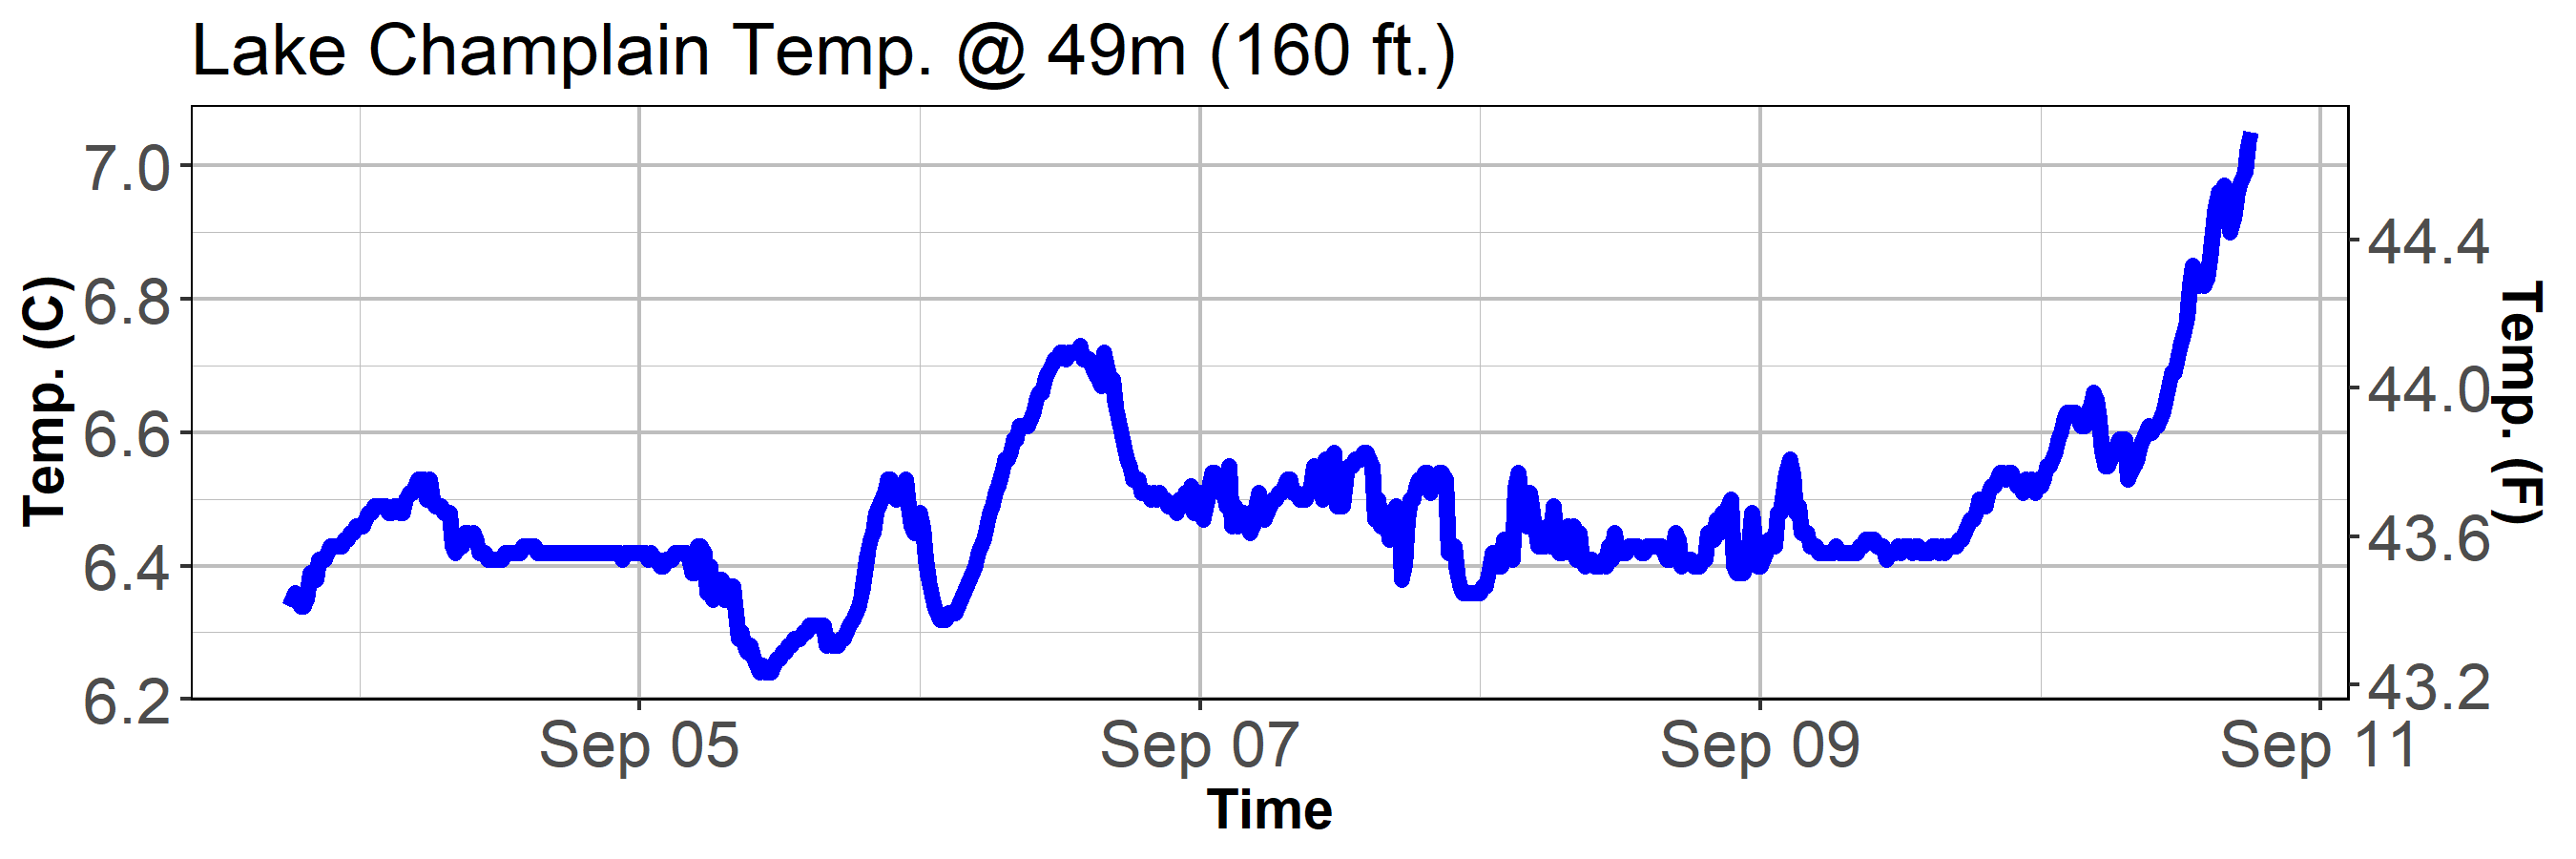 Lake Champlain Temp. @ 49m (160 ft.)
7.0
6.8
6.6
6.4
6.2
Temp. (C)
44.4
44.0
43.6
43.2
Temp. (F)
Sep 05 Sep 07 Sep 09 Sep 11
Time